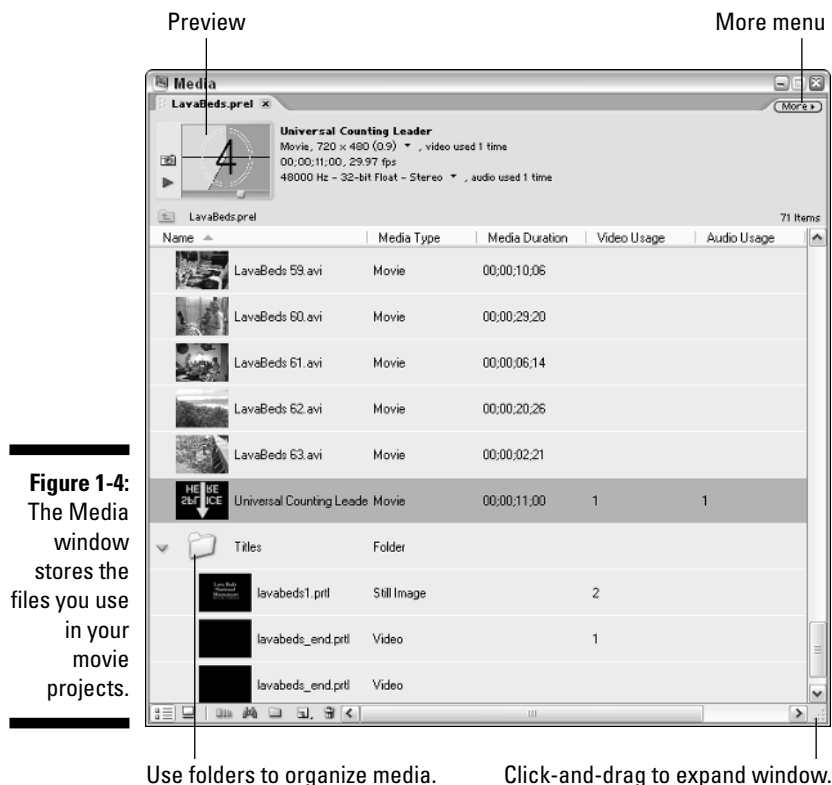 Preview
More menu
Media
LavaBeds.prel
More
4
Universal Counting Leader
Movie, 720 x 480 (0.9) , video used 1 time
00;00;11;00, 29.97 fps
48000 Hz - 32-bit Float - Stereo , audio used 1 time
LavaBeds.prel
71 Items
Name Media Type Media Duration Video Usage Audio Usage
LavaBeds 59.avi Movie 00;00;10;06
LavaBeds 60.avi Movie 00;00;29;20
LavaBeds 61.avi Movie 00;00;06;14
LavaBeds 62.avi Movie 00;00;20;26
LavaBeds 63.avi Movie 00;00;02;21
HERE
SPLICE
Universal Counting Leade Movie 00;00;11;00 1 1
Titles Folder
Lava Beds
National
Monument
lavabeds1.prtl Still Image 2
lavabeds_end.prtl Video 1
lavabeds_end.prtl Video
Figure 1-4:
The Media
window
stores the
files you use
in your
movie
projects.
Use folders to organize media.
Click-and-drag to expand window.